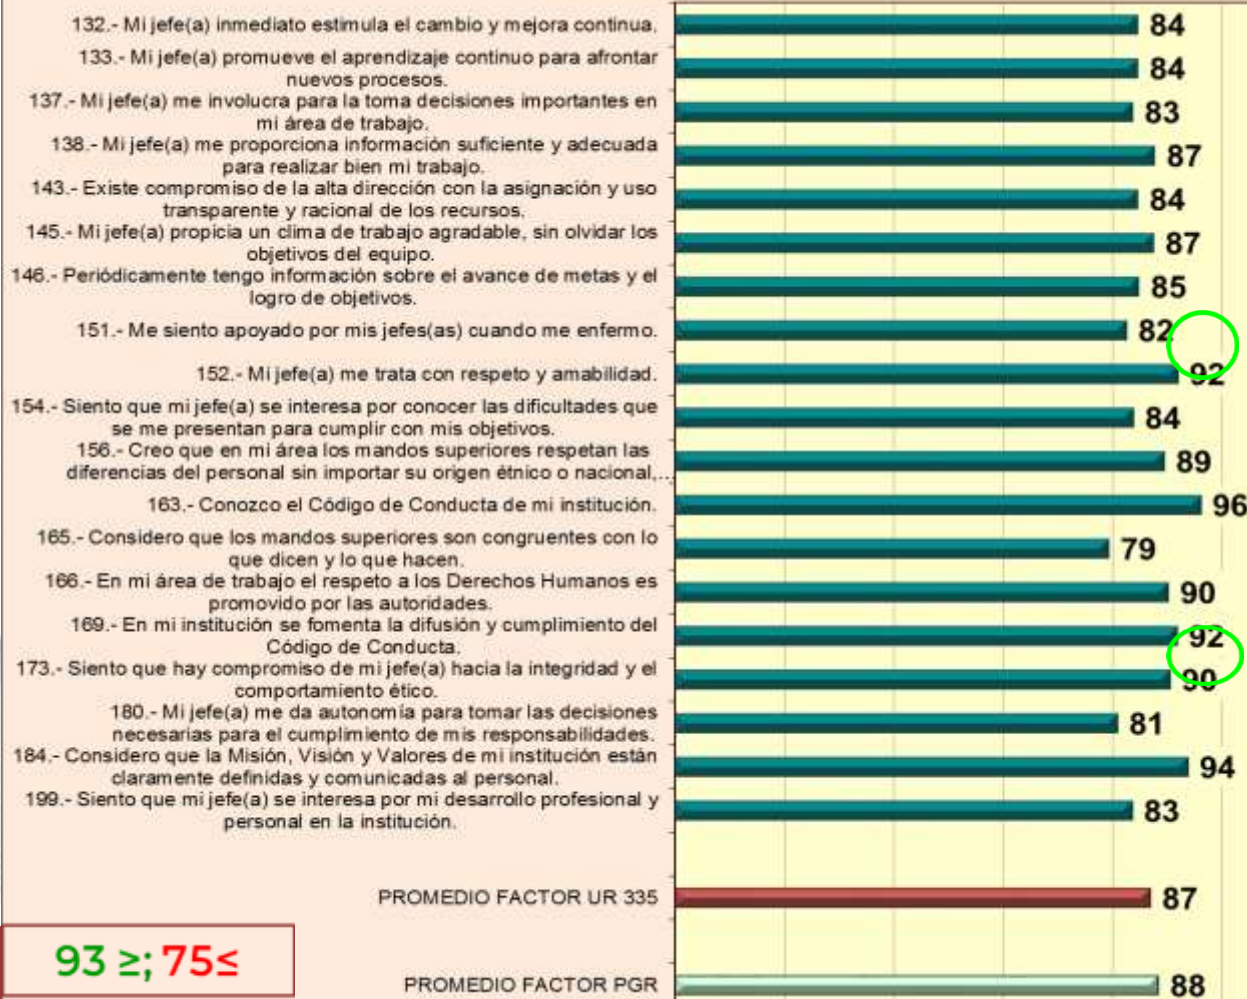 132.- Mi jefe(a) inmediato estimula el cambio y mejora continua.
84
133.- Mi jefe(a) promueve el aprendizaje continuo para afrontar
nuevos procesos.
84
137.- Mi jefe(a) me involucra para la toma decisiones importantes en
mi área de trabajo.
83
138.- Mi jefe(a) me proporciona información suficiente y adecuada
para realizar bien mi trabajo.
87
143.- Existe compromiso de la alta dirección con la asignación y uso
transparente y racional de los recursos.
84
145.- Mi jefe(a) propicia un clima de trabajo agradable, sin olvidar los
objetivos del equipo.
87
146.- Periódicamente tengo información sobre el avance de metas y el
logro de objetivos.
85
151.- Me siento apoyado por mis jefes(as) cuando me enfermo.
82
152.- Mi jefe(a) me trata con respeto y amabilidad.
92
154.- Siento que mi jefe(a) se interesa por conocer las dificultades que
se me presentan para cumplir con mis objetivos.
84
156.- Creo que en mi área los mandos superiores respetan las
diferencias del personal sin importar su origen étnico o nacional,...
89
163.- Conozco el Código de Conducta de mi institución.
96
165.- Considero que los mandos superiores son congruentes con lo
que dicen y lo que hacen.
79
166.- En mi área de trabajo el respeto a los Derechos Humanos es
promovido por las autoridades.
90
169.- En mi institución se fomenta la difusión y cumplimiento del
Código de Conducta.
92
173.- Siento que hay compromiso de mi jefe(a) hacia la integridad y el
comportamiento ético.
90
180.- Mi jefe(a) me da autonomía para tomar las decisiones
necesarias para el cumplimiento de mis responsabilidades.
81
184.- Considero que la Misión, Visión y Valores de mi institución están
claramente definidas y comunicadas al personal.
94
199.- Siento que mi jefe(a) se interesa por mi desarrollo profesional y
personal en la institución.
83
PROMEDIO FACTOR UR 335
87
93 ≥; 75≤
PROMEDIO FACTOR PGR
88